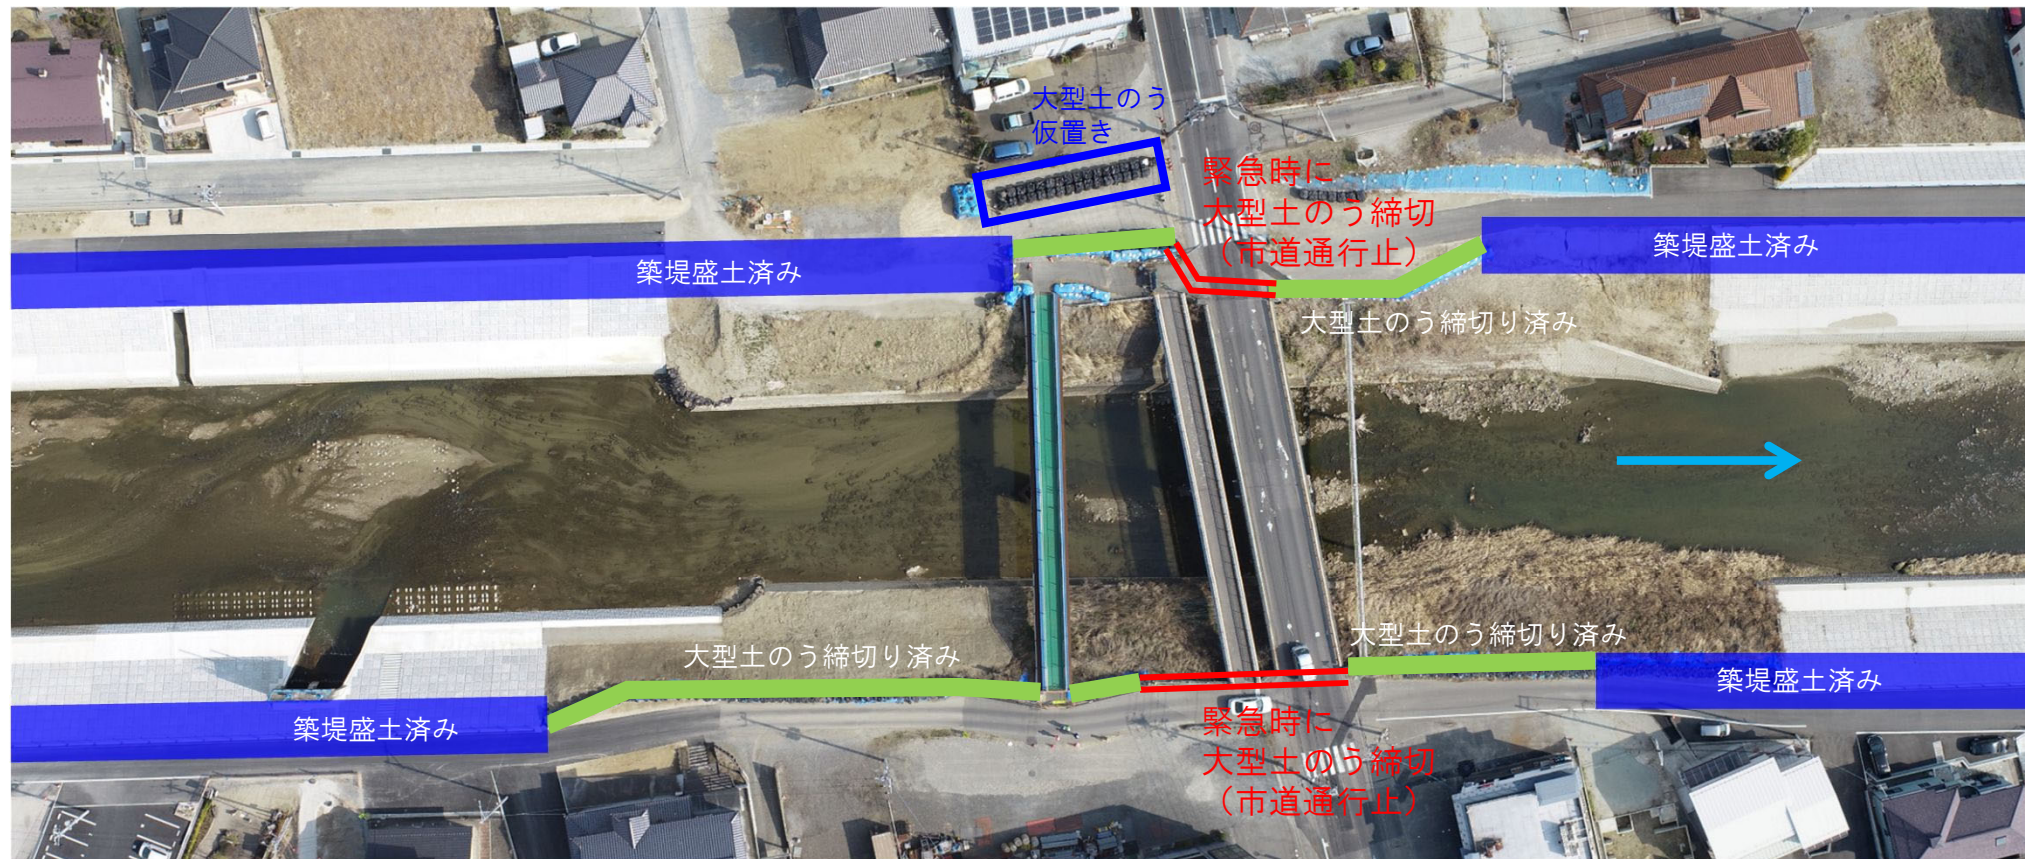 大型土のう
仮置き
緊急時に
大型土のう締切
（市道通行止）
築堤盛土済み
築堤盛土済み
大型土のう締切り済み
大型土のう締切り済み
大型土のう締切り済み
築堤盛土済み
築堤盛土済み
緊急時に
大型土のう締切
（市道通行止）